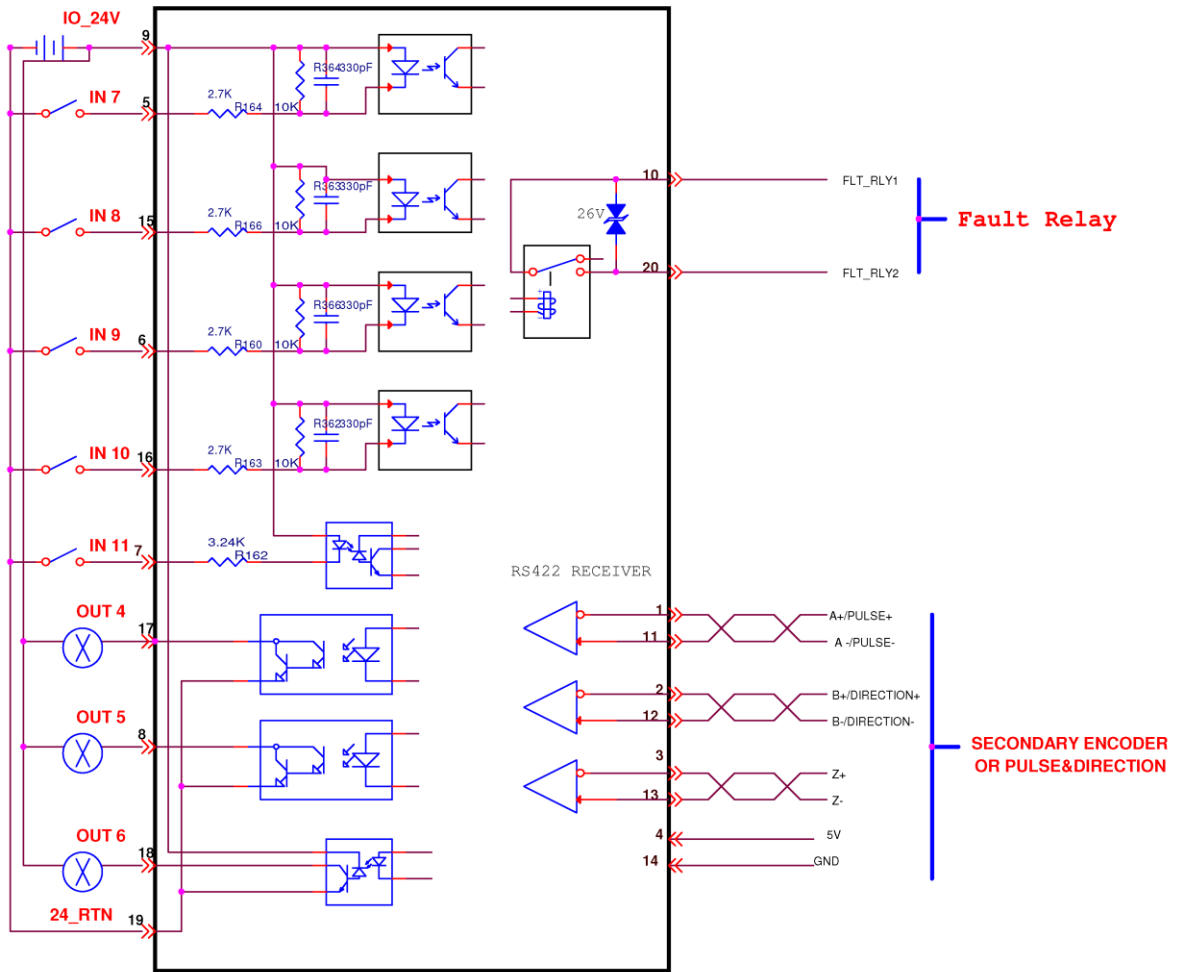 IO_24V
9
R364 330pF
IN 7
5
2.7K
R164 10K
10
FLT_RLY1
R363 330pF
26V
Fault Relay
IN 8
15
2.7K
R166 10K
20
FLT_RLY2
+
-
R366 330pF
IN 9
6
2.7K
R160 10K
R362 330pF
IN 10
16
2.7K
R163 10K
IN 11
7
3.24K
R162
RS422 RECEIVER
OUT 4
17
1
A+/PULSE+
11
A -/PULSE-
2
B+/DIRECTION+
12
B-/DIRECTION-
OUT 5
8
3
Z+
13
Z-
SECONDARY ENCODER
OR PULSE&DIRECTION
OUT 6
18
4
5V
14
GND
24_RTN
19